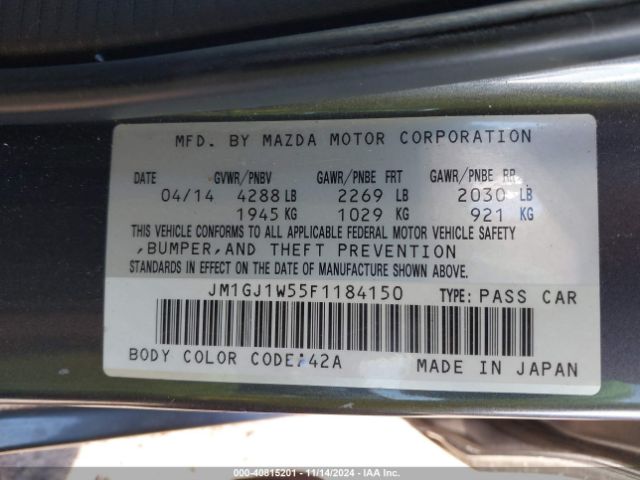 MFD. BY MAZDA MOTOR CORPORATION
DATE GVWR/PNBV GAWR/PNBE FRT GAWR/PNBE RR
04/14 4288 LB 2269 LB 2030 LB
1945 KG 1029 KG 921 KG
THIS VEHICLE CONFORMS TO ALL APPLICABLE FEDERAL MOTOR VEHICLE SAFETY
,BUMPER,AND THEFT PREVENTION
STANDARDS IN EFFECT ON THE DATE OF MANUFACTURE SHOWN ABOVE.
JM1GJ1W55F1184150 TYPE: PASS CAR
BODY COLOR CODE:42A MADE IN JAPAN
000-40815201 - 11/14/2024 - IAA Inc.